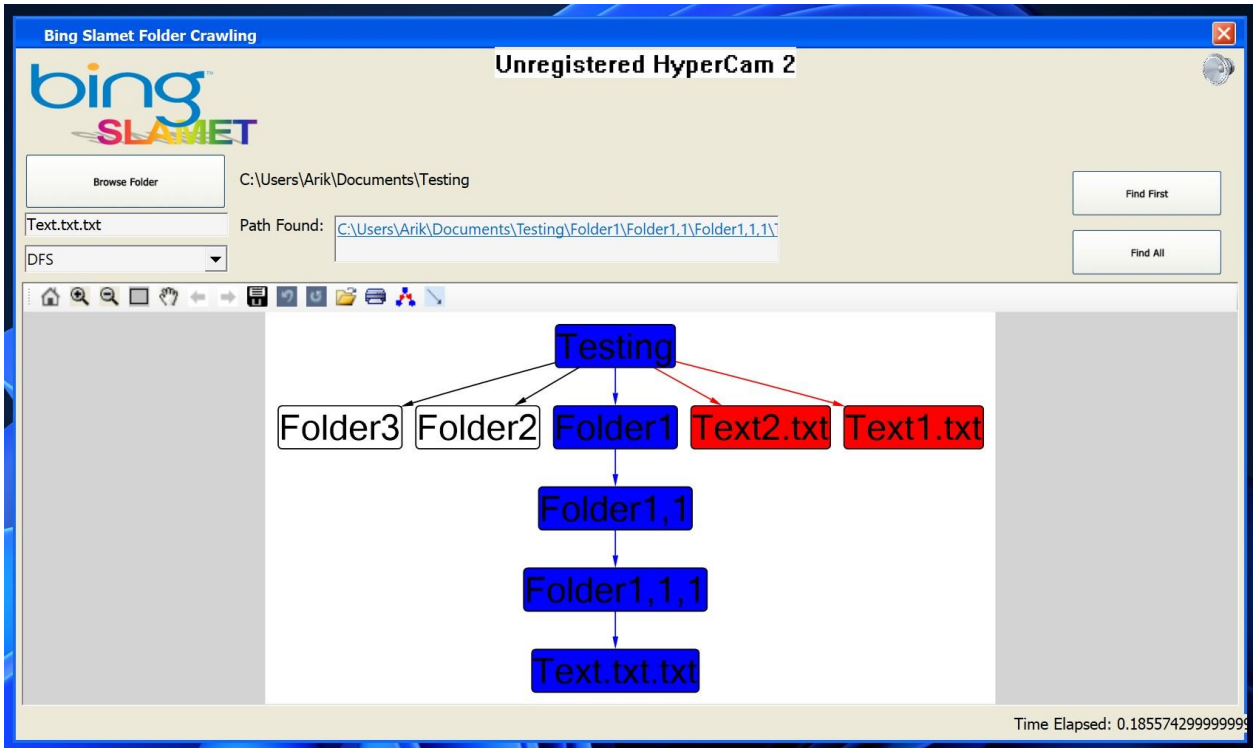 Bing Slamet Folder Crawling
Unregistered HyperCam 2
bing™
SLAMET
Browse Folder
C:\Users\Arik\Documents\Testing
Find First
Text.txt.txt
Path Found:
C:\Users\Arik\Documents\Testing\Folder1\Folder1,1\Folder1,1,1\
DFS
Find All
Testing
Folder3 Folder2 Folder1 Text2.txt Text1.txt
Folder1,1
Folder1,1,1
Text.txt.txt
Time Elapsed: 0.185574299999999